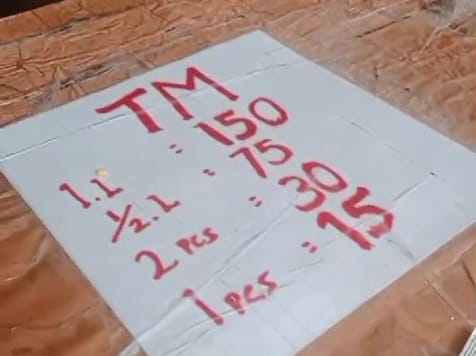 TM
1.L = 150
1/2.L = 75
2 pcs = 30
1 pcs = 15